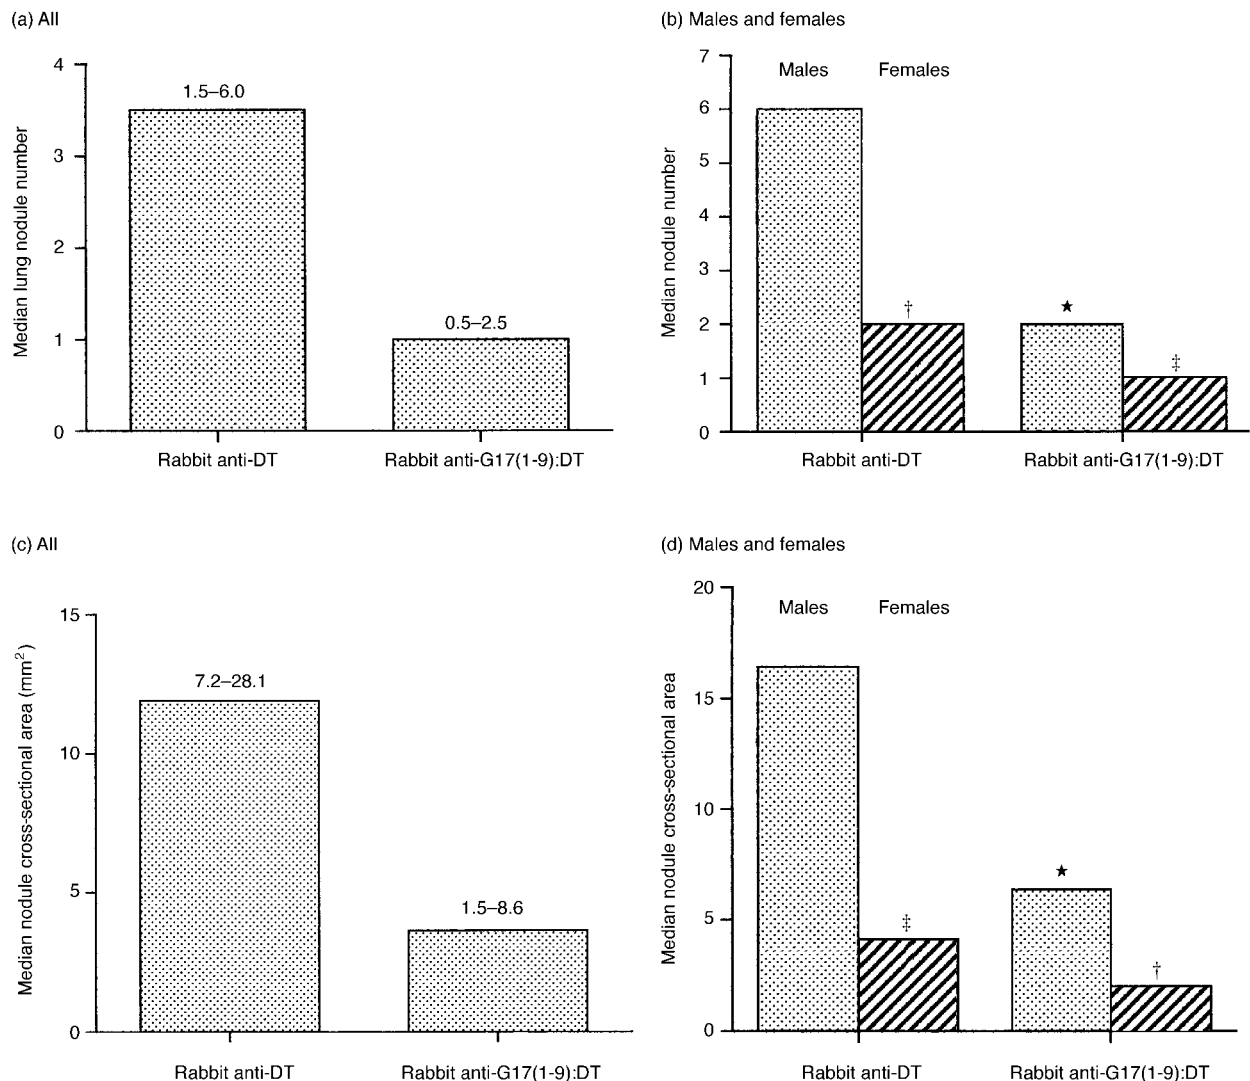 (a) All
Median lung nodule number
4
3
2
1
0
1.5–6.0
0.5–2.5
Rabbit anti-DT
Rabbit anti-G17(1-9):DT
(b) Males and females
Median nodule number
7
6
5
4
3
2
1
0
Males
Females
†
★
‡
Rabbit anti-DT
Rabbit anti-G17(1-9):DT
(c) All
Median nodule cross-sectional area (mm²)
15
10
5
0
7.2–28.1
1.5–8.6
Rabbit anti-DT
Rabbit anti-G17(1-9):DT
(d) Males and females
Median nodule cross-sectional area
20
15
10
5
0
Males
Females
‡
★
†
Rabbit anti-DT
Rabbit anti-G17(1-9):DT